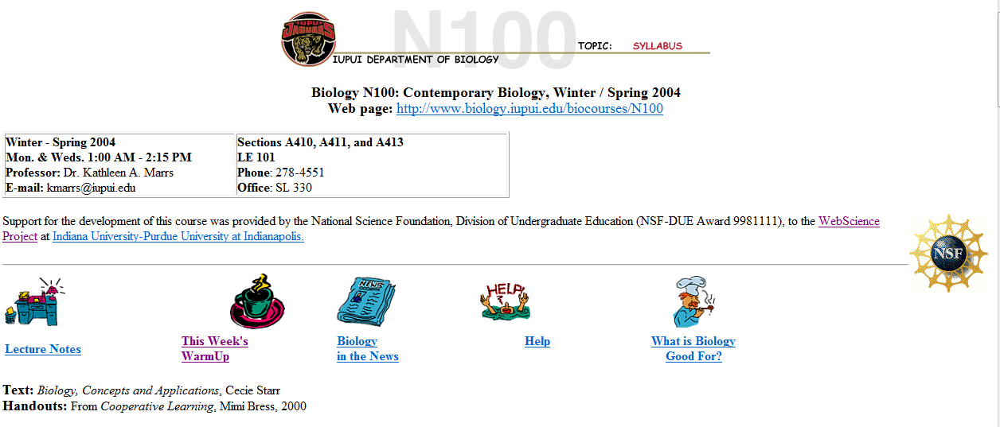 N100
IUPUI
JAGUARS
TOPIC: SYLLABUS
IUPUI DEPARTMENT OF BIOLOGY
Biology N100: Contemporary Biology, Winter / Spring 2004
Web page: http://www.biology.iupui.edu/biocourses/N100
Winter - Spring 2004
Mon. & Weds. 1:00 AM - 2:15 PM
Professor: Dr. Kathleen A. Marrs
E-mail: kmarrs@iupui.edu
Sections A410, A411, and A413
LE 101
Phone: 278-4551
Office: SL 330
Support for the development of this course was provided by the National Science Foundation, Division of Undergraduate Education (NSF-DUE Award 9981111), to the WebScience
Project at Indiana University-Purdue University at Indianapolis.
NSF
NEWS
HELP!
Lecture Notes
This Week's
WarmUp
Biology
in the News
Help
What is Biology
Good For?
Text: Biology, Concepts and Applications, Cecie Starr
Handouts: From Cooperative Learning, Mimi Bress, 2000